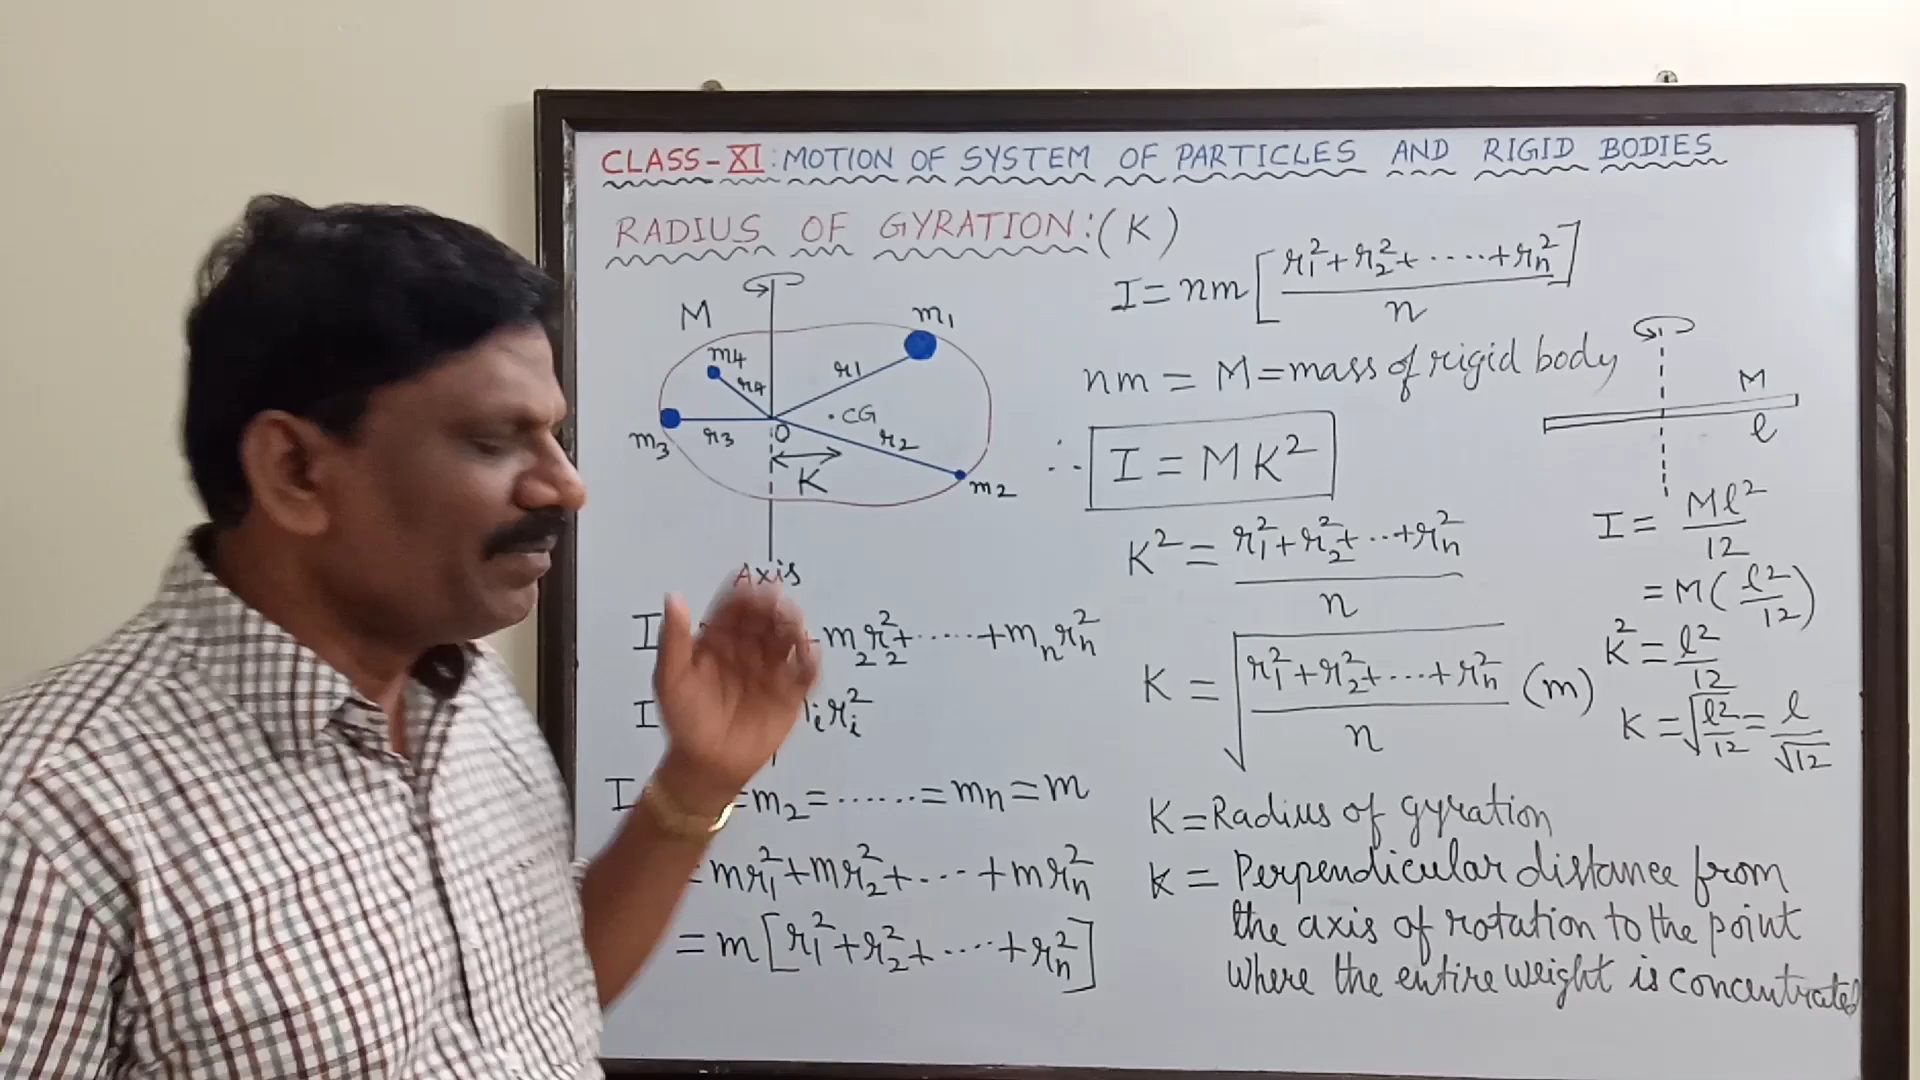 CLASS-XI: MOTION OF SYSTEM OF PARTICLES AND RIGID BODIES
RADIUS OF GYRATION: (K)
M
m₁
m₄
r₁
r₄
m₃
r₃
O
.CG
r₂
m₂
K
Axis
I + m₂r₂² + ...... + mₙrₙ²
I ᵢrᵢ²
I = m₂ = ...... = mₙ = m
= mr₁² + mr₂² + ... + mrₙ²
= m[r₁² + r₂² + .... + rₙ²]
I = nm[(r₁² + r₂² + ..... + rₙ²)/n]
nm = M = mass of rigid body
∴ I = MK²
K² = (r₁² + r₂² + .. + rₙ²)/n
K = √((r₁² + r₂² + ... + rₙ²)/n) (m)
K = Radius of gyration
K = Perpendicular distance from
the axis of rotation to the point
where the entire weight is concentrated
M
l
I = Ml²/12
= M(l²/12)
K² = l²/12
K = √(l²/12) = l/√12